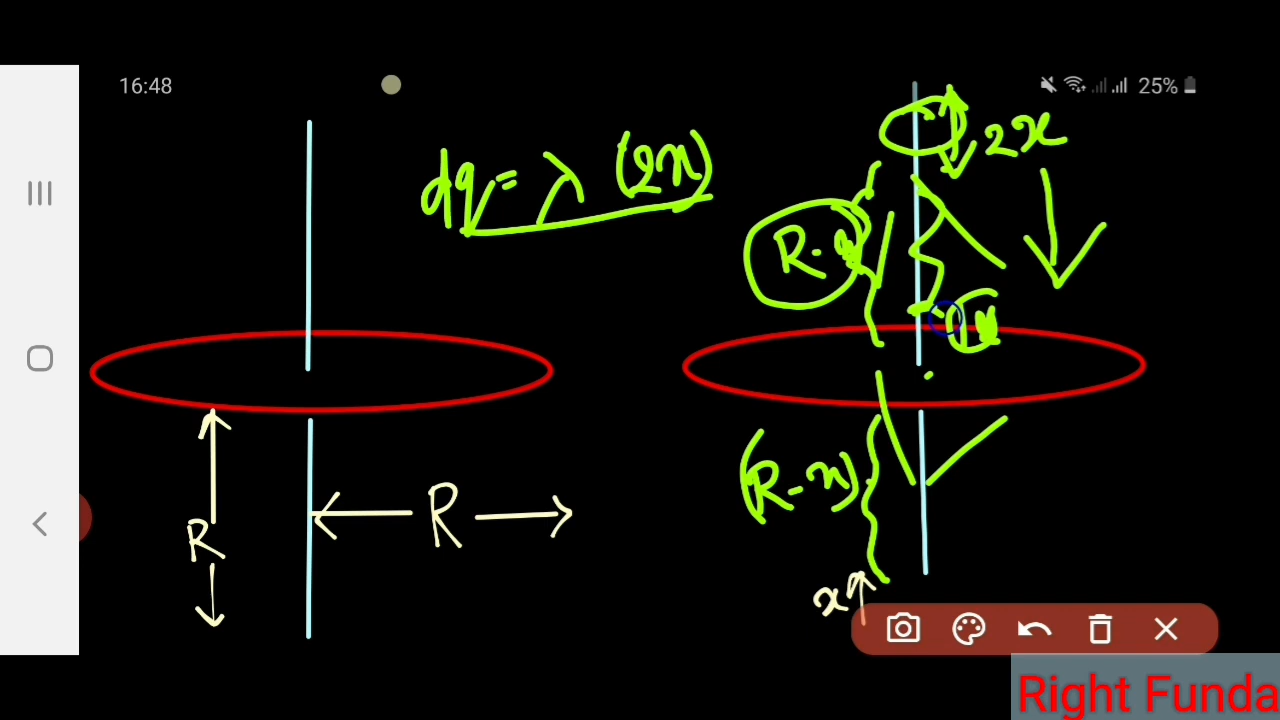 16:48
25%
dq = λ (2x)
2x
R-x
(R-x)
R
R
x
Right Funda